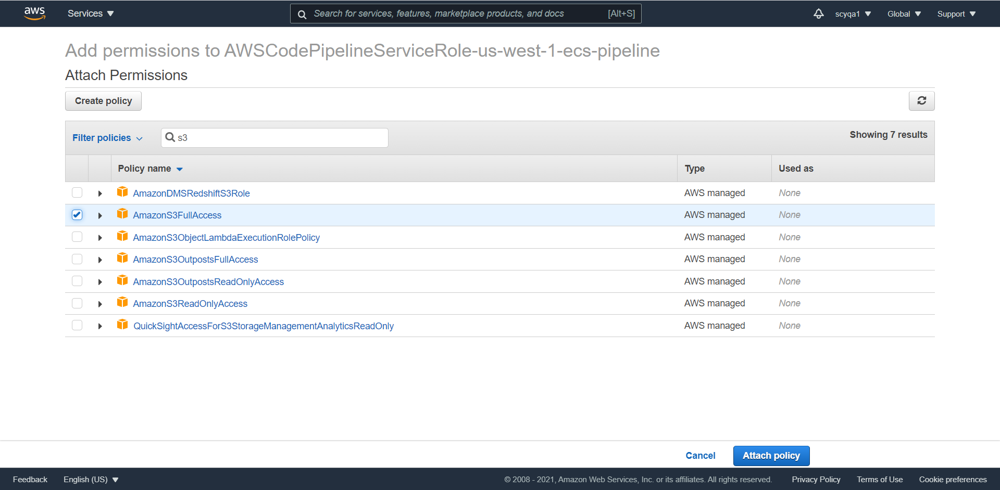 aws Services Search for services, features, marketplace products, and docs [Alt+S] scyqa1 Global Support
Add permissions to AWSCodePipelineServiceRole-us-west-1-ecs-pipeline
Attach Permissions
Create policy
Filter policies s3 Showing 7 results
Policy name Type Used as
AmazonDMSRedshiftS3Role AWS managed None
AmazonS3FullAccess AWS managed None
AmazonS3ObjectLambdaExecutionRolePolicy AWS managed None
AmazonS3OutpostsFullAccess AWS managed None
AmazonS3OutpostsReadOnlyAccess AWS managed None
AmazonS3ReadOnlyAccess AWS managed None
QuickSightAccessForS3StorageManagementAnalyticsReadOnly AWS managed None
Cancel Attach policy
Feedback English (US) © 2008 - 2021, Amazon Web Services, Inc. or its affiliates. All rights reserved. Privacy Policy Terms of Use Cookie preferences